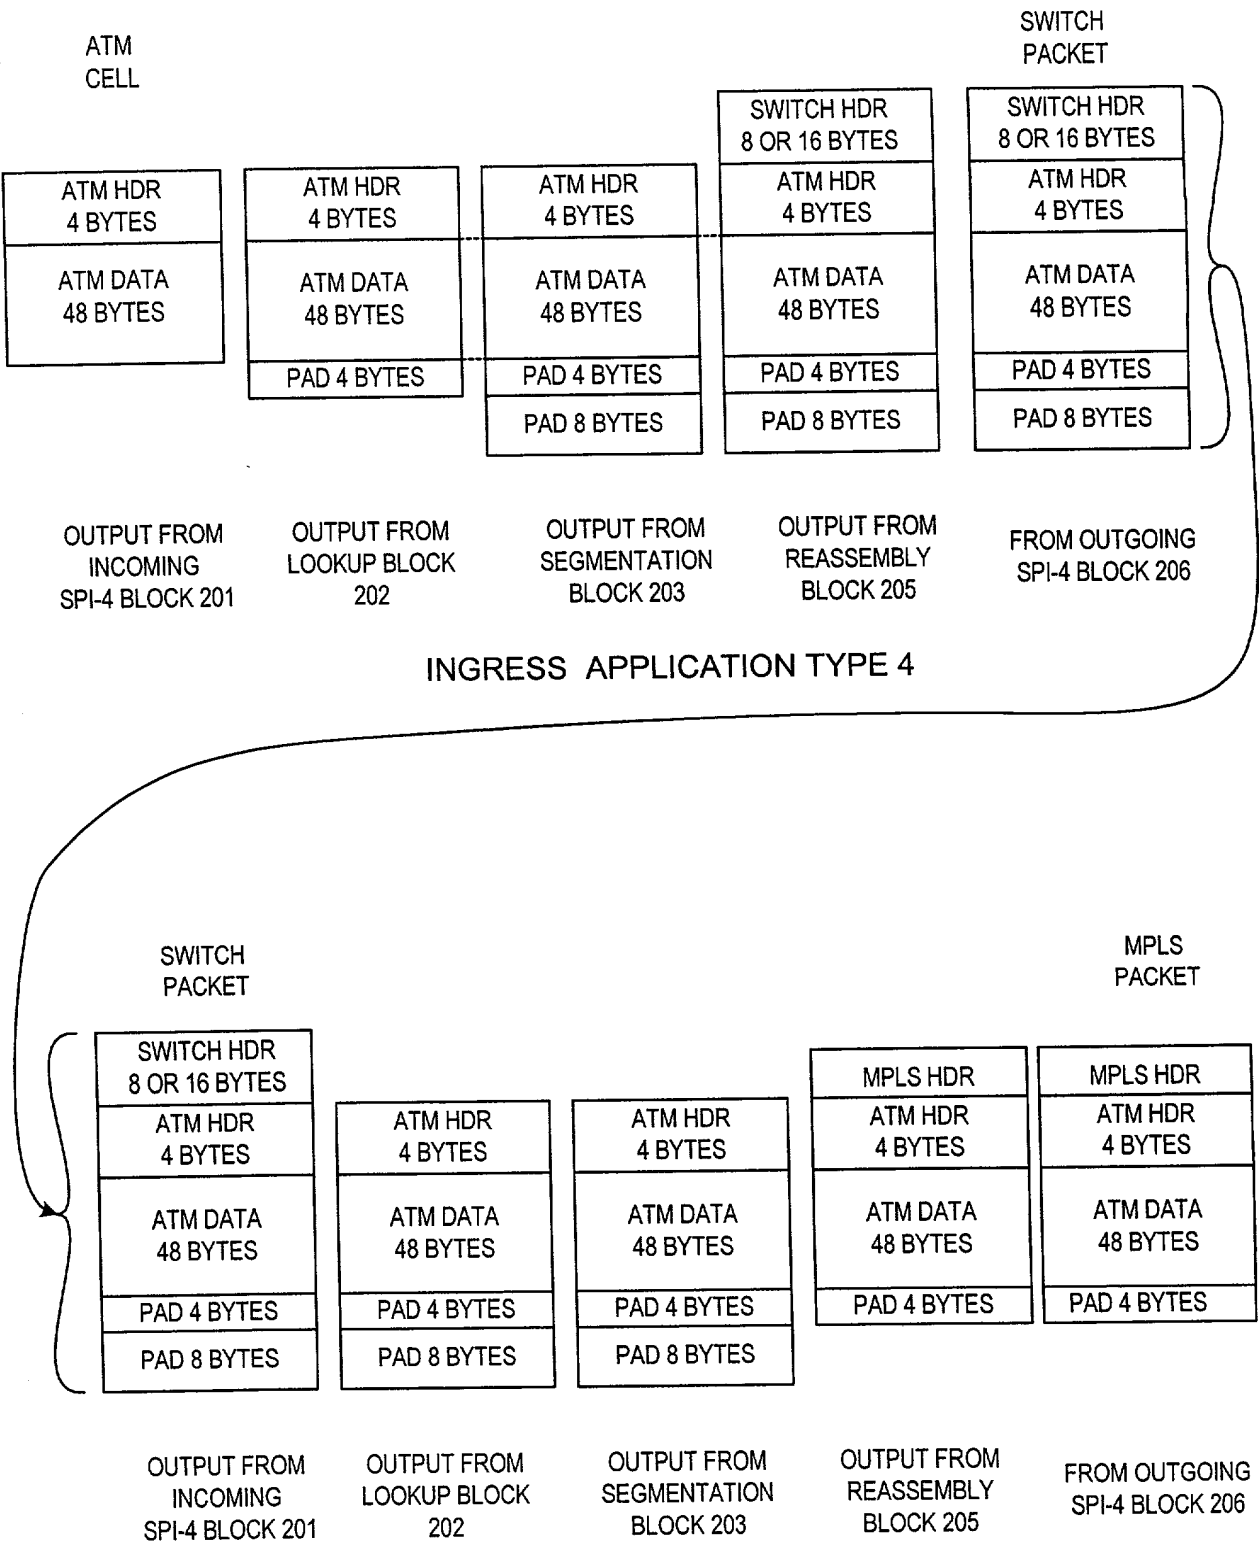 ATM
CELL
SWITCH
PACKET
ATM HDR
4 BYTES
ATM DATA
48 BYTES
ATM HDR
4 BYTES
ATM DATA
48 BYTES
PAD 4 BYTES
ATM HDR
4 BYTES
ATM DATA
48 BYTES
PAD 4 BYTES
PAD 8 BYTES
SWITCH HDR
8 OR 16 BYTES
ATM HDR
4 BYTES
ATM DATA
48 BYTES
PAD 4 BYTES
PAD 8 BYTES
SWITCH HDR
8 OR 16 BYTES
ATM HDR
4 BYTES
ATM DATA
48 BYTES
PAD 4 BYTES
PAD 8 BYTES
OUTPUT FROM
INCOMING
SPI-4 BLOCK 201
OUTPUT FROM
LOOKUP BLOCK
202
OUTPUT FROM
SEGMENTATION
BLOCK 203
OUTPUT FROM
REASSEMBLY
BLOCK 205
FROM OUTGOING
SPI-4 BLOCK 206
INGRESS APPLICATION TYPE 4
SWITCH
PACKET
MPLS
PACKET
SWITCH HDR
8 OR 16 BYTES
ATM HDR
4 BYTES
ATM DATA
48 BYTES
PAD 4 BYTES
PAD 8 BYTES
ATM HDR
4 BYTES
ATM DATA
48 BYTES
PAD 4 BYTES
PAD 8 BYTES
ATM HDR
4 BYTES
ATM DATA
48 BYTES
PAD 4 BYTES
PAD 8 BYTES
MPLS HDR
ATM HDR
4 BYTES
ATM DATA
48 BYTES
PAD 4 BYTES
MPLS HDR
ATM HDR
4 BYTES
ATM DATA
48 BYTES
PAD 4 BYTES
OUTPUT FROM
INCOMING
SPI-4 BLOCK 201
OUTPUT FROM
LOOKUP BLOCK
202
OUTPUT FROM
SEGMENTATION
BLOCK 203
OUTPUT FROM
REASSEMBLY
BLOCK 205
FROM OUTGOING
SPI-4 BLOCK 206